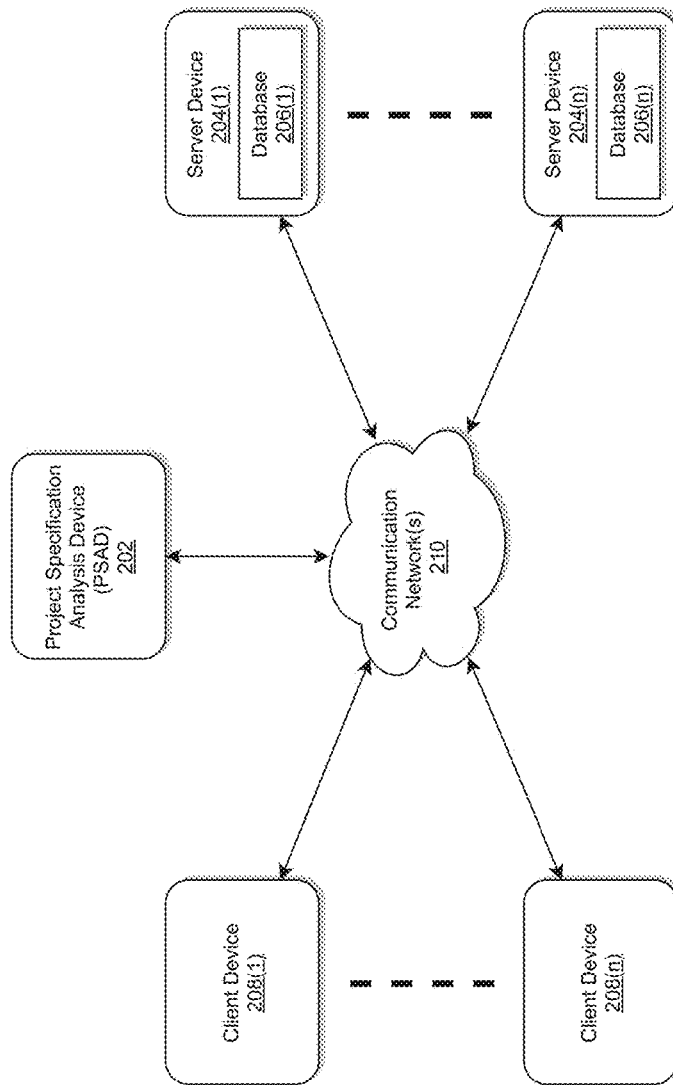 Project Specification
Analysis Device
(PSAD)
202
Client Device
208(1)
Client Device
208(n)
Communication
Network(s)
210
Server Device
204(1)
Database
206(1)
Server Device
204(n)
Database
206(n)